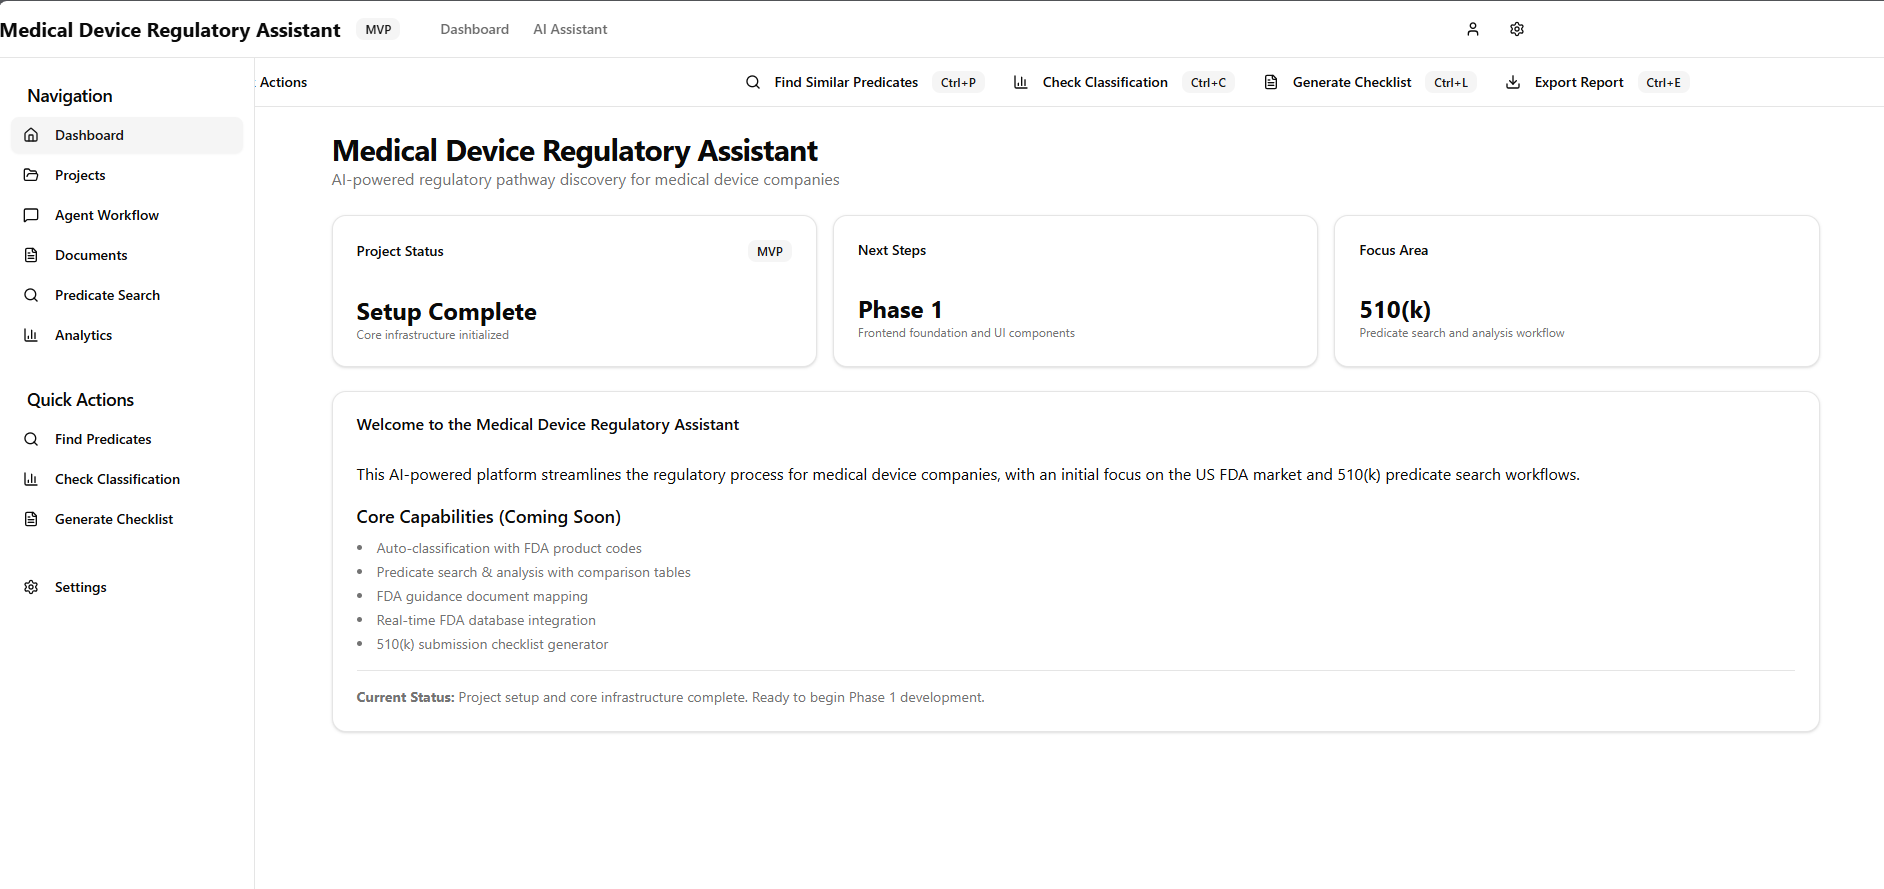 Medical Device Regulatory Assistant MVP Dashboard AI Assistant
Actions Find Similar Predicates Ctrl+P Check Classification Ctrl+C Generate Checklist Ctrl+L Export Report Ctrl+E
Navigation
Dashboard
Projects
Agent Workflow
Documents
Predicate Search
Analytics
Quick Actions
Find Predicates
Check Classification
Generate Checklist
Settings
Medical Device Regulatory Assistant
AI-powered regulatory pathway discovery for medical device companies
Project Status MVP
Setup Complete
Core infrastructure initialized
Next Steps
Phase 1
Frontend foundation and UI components
Focus Area
510(k)
Predicate search and analysis workflow
Welcome to the Medical Device Regulatory Assistant
This AI-powered platform streamlines the regulatory process for medical device companies, with an initial focus on the US FDA market and 510(k) predicate search workflows.
Core Capabilities (Coming Soon)
• Auto-classification with FDA product codes
• Predicate search & analysis with comparison tables
• FDA guidance document mapping
• Real-time FDA database integration
• 510(k) submission checklist generator
Current Status: Project setup and core infrastructure complete. Ready to begin Phase 1 development.